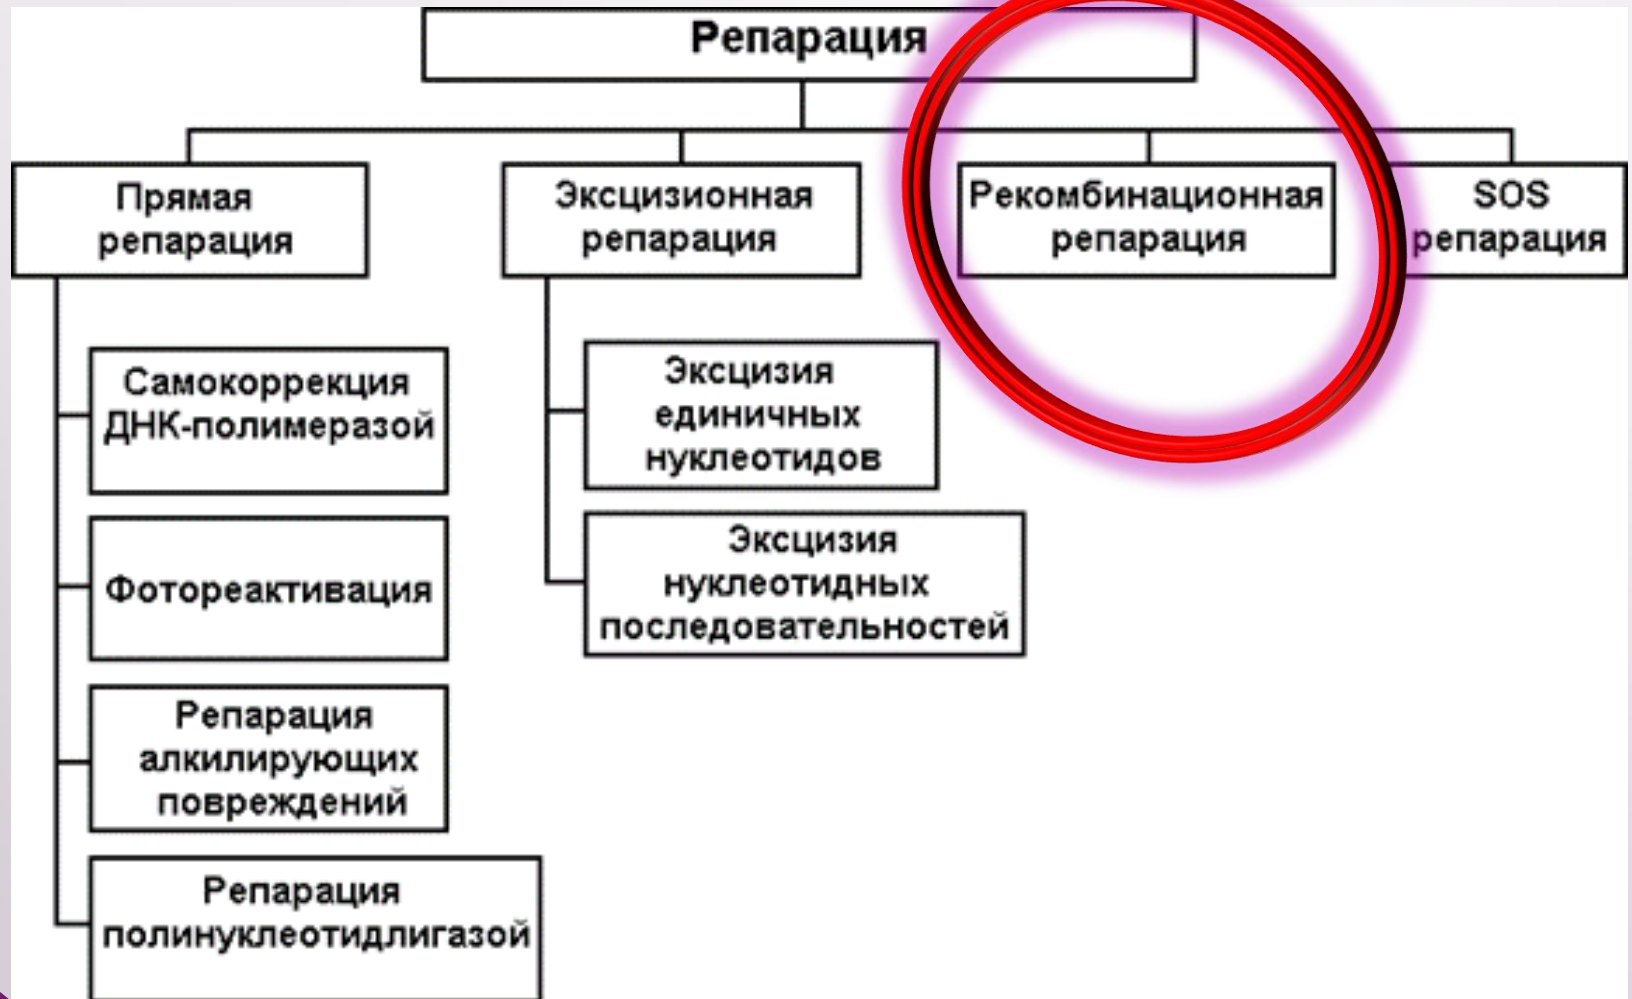 Репарация
Прямая
репарация
Эксцизионная
репарация
Рекомбинационная
репарация
SOS
репарация
Самокоррекция
ДНК-полимеразой
Фотореактивация
Репарация
алкилирующих
повреждений
Репарация
полинуклеотидлигазой
Эксцизия
единичных
нуклеотидов
Эксцизия
нуклеотидных
последовательностей